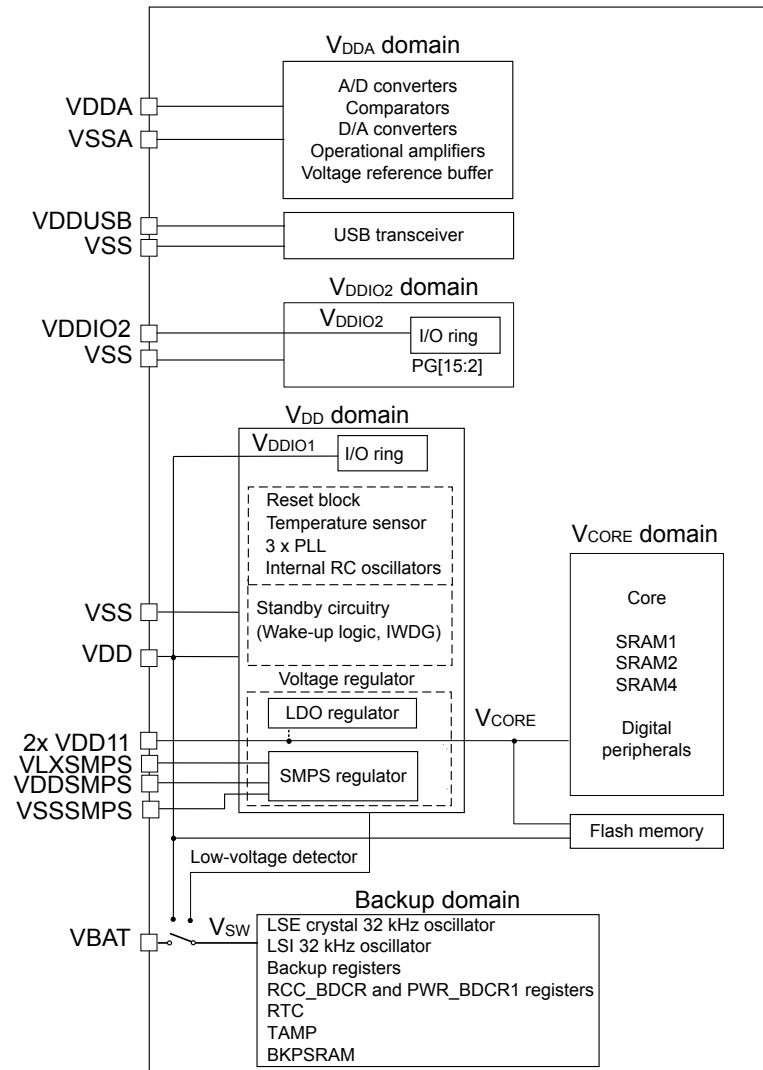 VDDA domain
A/D converters
Comparators
D/A converters
Operational amplifiers
Voltage reference buffer
VDDA
VSSA
VDDUSB
VSS
USB transceiver
VDDIO2 domain
VDDIO2
VDDIO2
I/O ring
VSS
PG[15:2]
VDD domain
VDDIO1
I/O ring
Reset block
Temperature sensor
3 x PLL
Internal RC oscillators
VSS
Standby circuitry
(Wake-up logic, IWDG)
VDD
Voltage regulator
LDO regulator
2x VDD11
VLXSMPS
VDDSMPS
VSSSMPS
SMPS regulator
VCORE
VCORE domain
Core
SRAM1
SRAM2
SRAM4
Digital
peripherals
Flash memory
Low-voltage detector
Backup domain
VBAT
VSW
LSE crystal 32 kHz oscillator
LSI 32 kHz oscillator
Backup registers
RCC_BDCR and PWR_BDCR1 registers
RTC
TAMP
BKPSRAM